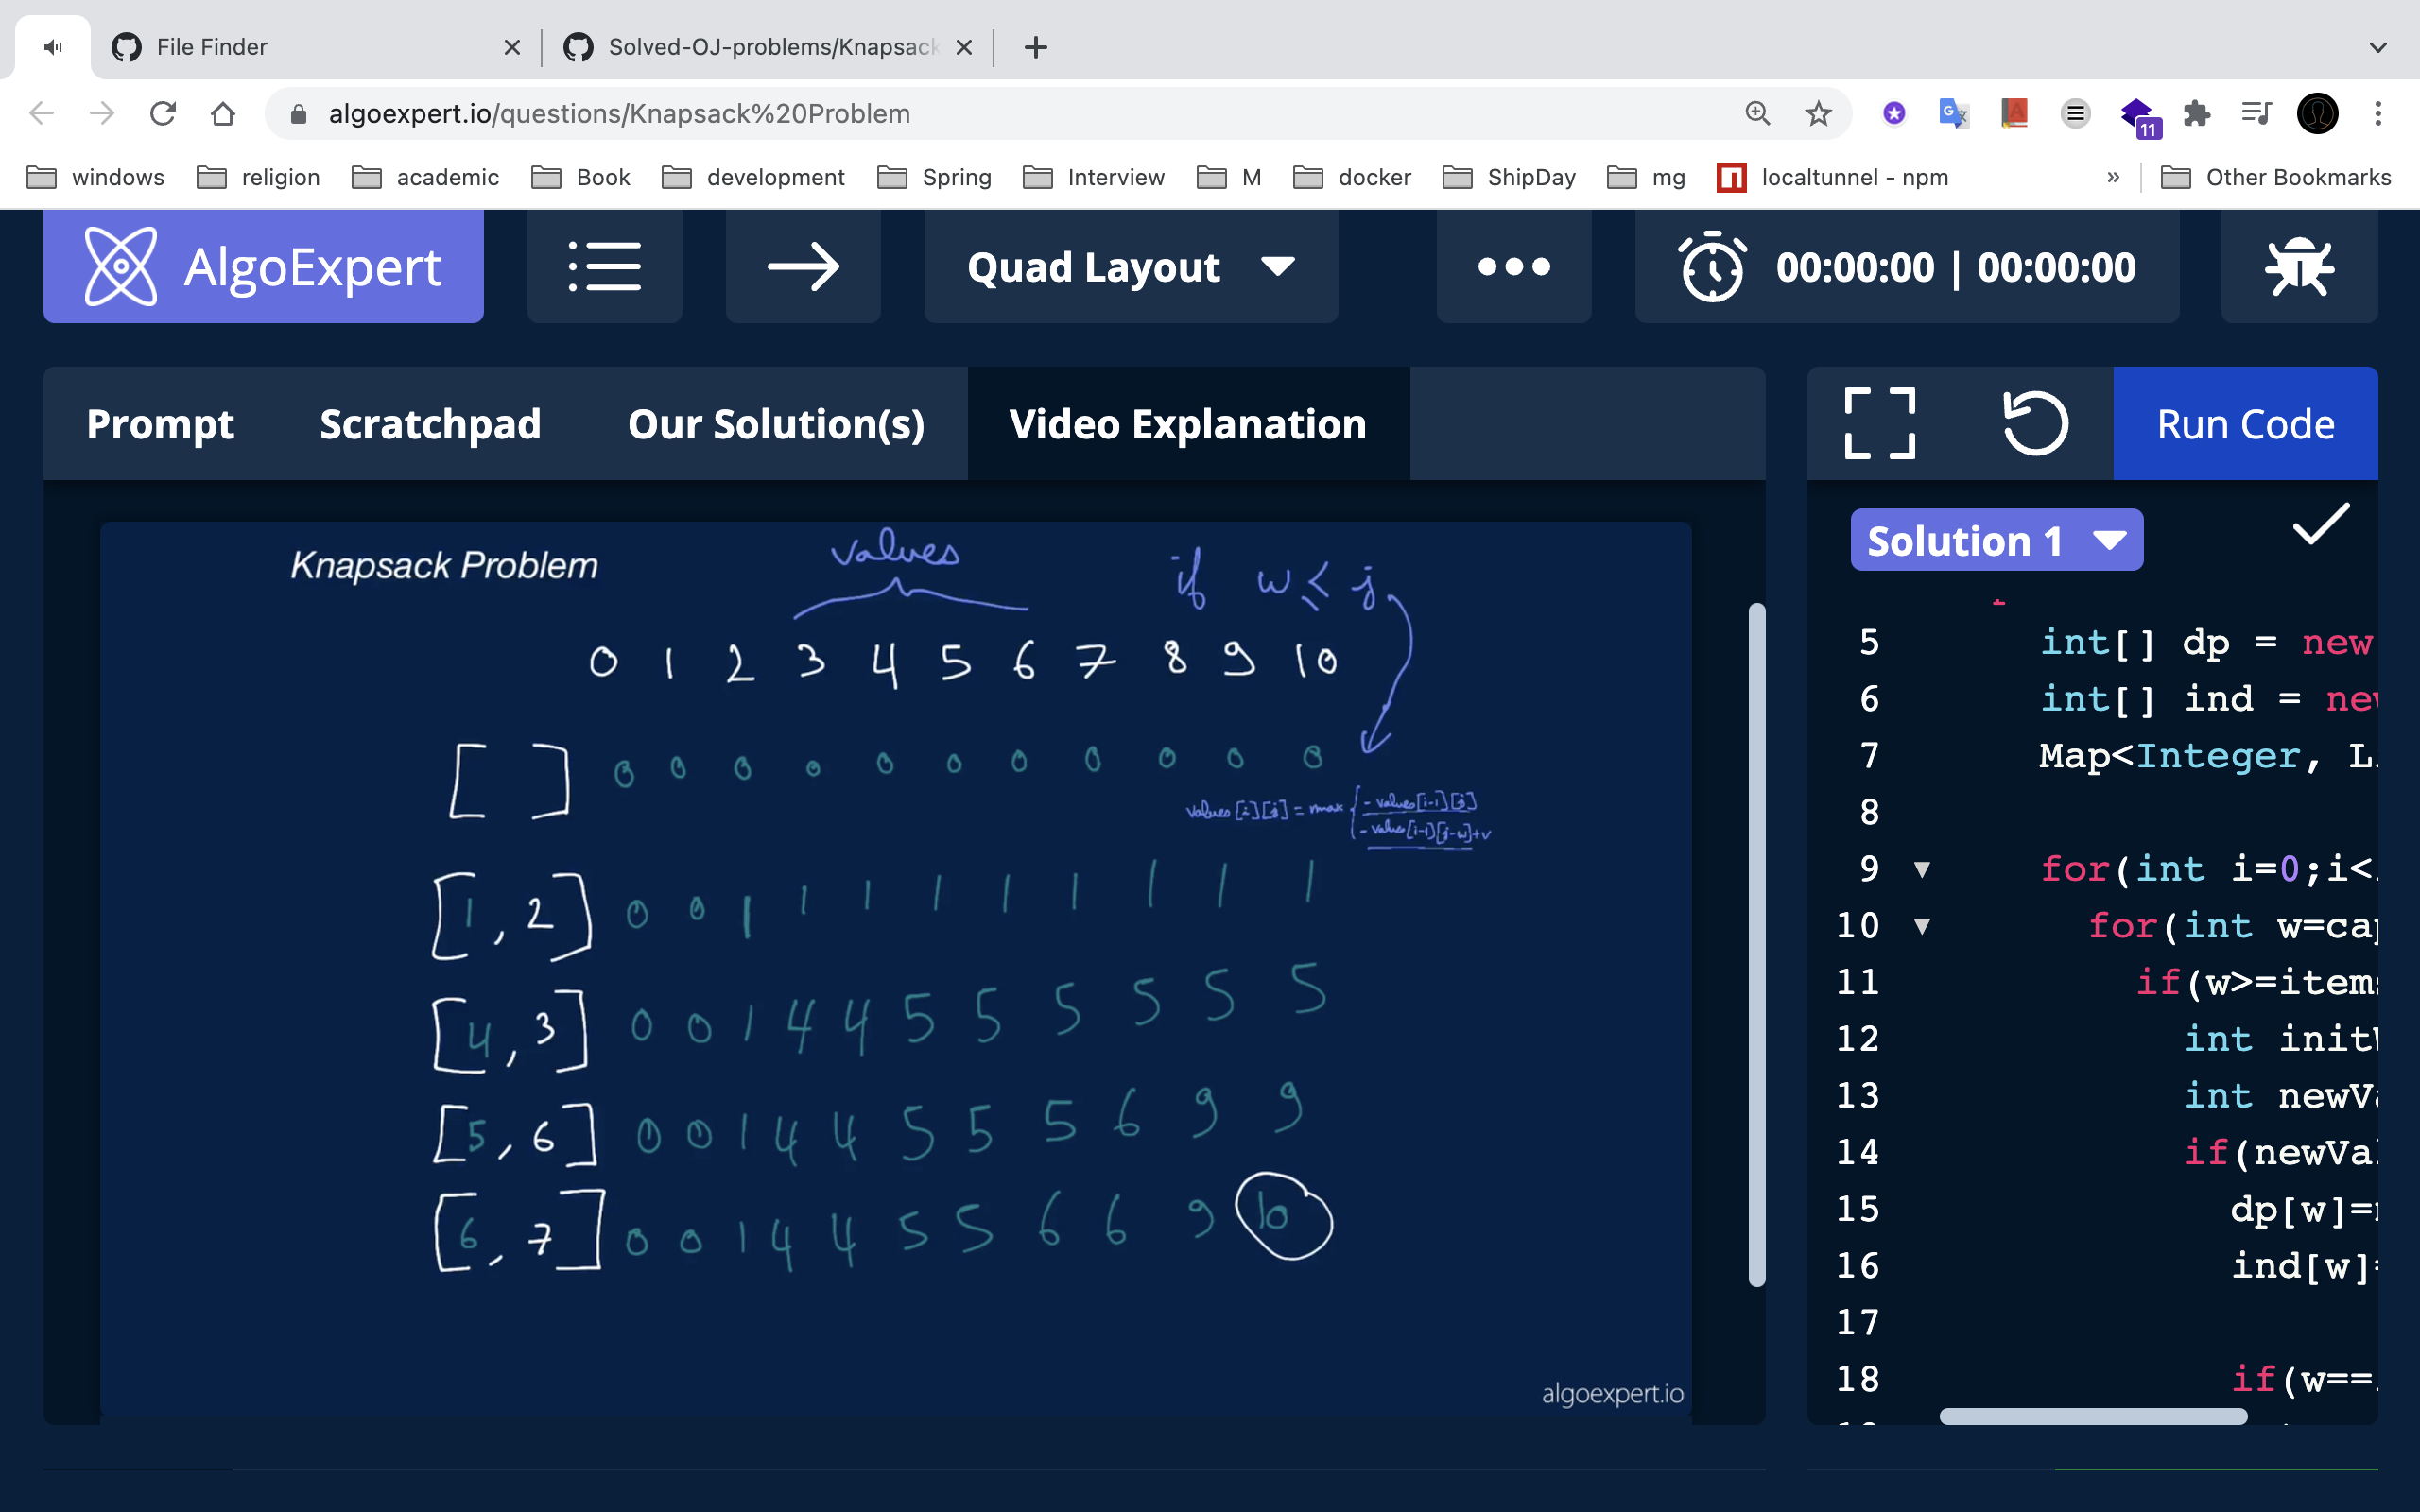 File Finder
Solved-OJ-problems/Knapsack
algoexpert.io/questions/Knapsack%20Problem
11
windows religion academic Book development Spring Interview M docker ShipDay mg localtunnel - npm » Other Bookmarks
AlgoExpert Quad Layout 00:00:00 | 00:00:00
Prompt Scratchpad Our Solution(s) Video Explanation Run Code
Knapsack Problem
values
if w ≤ j
0 1 2 3 4 5 6 7 8 9 10
[ ] 0 0 0 0 0 0 0 0 0 0 0
values[i][j] = max { - values[i-1][j]
- values[i-1][j-w]+v
[1, 2] 0 0 1 1 1 1 1 1 1 1 1
[4, 3] 0 0 1 4 4 5 5 5 5 5 5
[5, 6] 0 0 1 4 4 5 5 5 6 9 9
[6, 7] 0 0 1 4 4 5 5 6 6 9 10
algoexpert.io
Solution 1
5 int[] dp = new
6 int[] ind = new
7 Map<Integer, L
8
9 for(int i=0;i<
10 for(int w=cap
11 if(w>=items
12 int initV
13 int newVa
14 if(newVal
15 dp[w]=
16 ind[w]=
17
18 if(w==